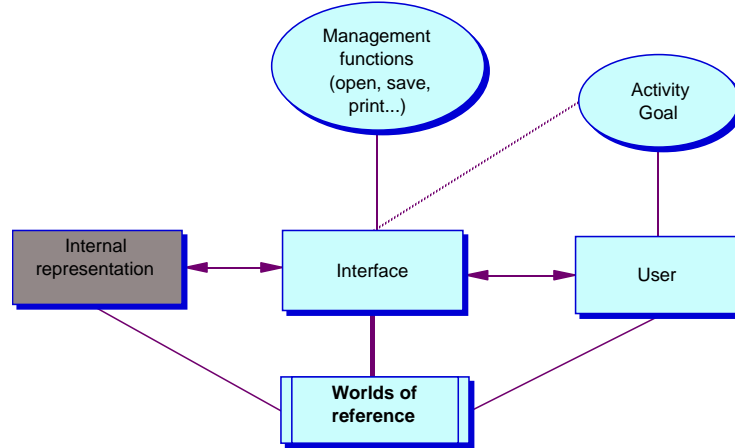 Management
functions
(open, save,
print...)
Activity
Goal
Internal
representation
Interface
User
Worlds of
reference